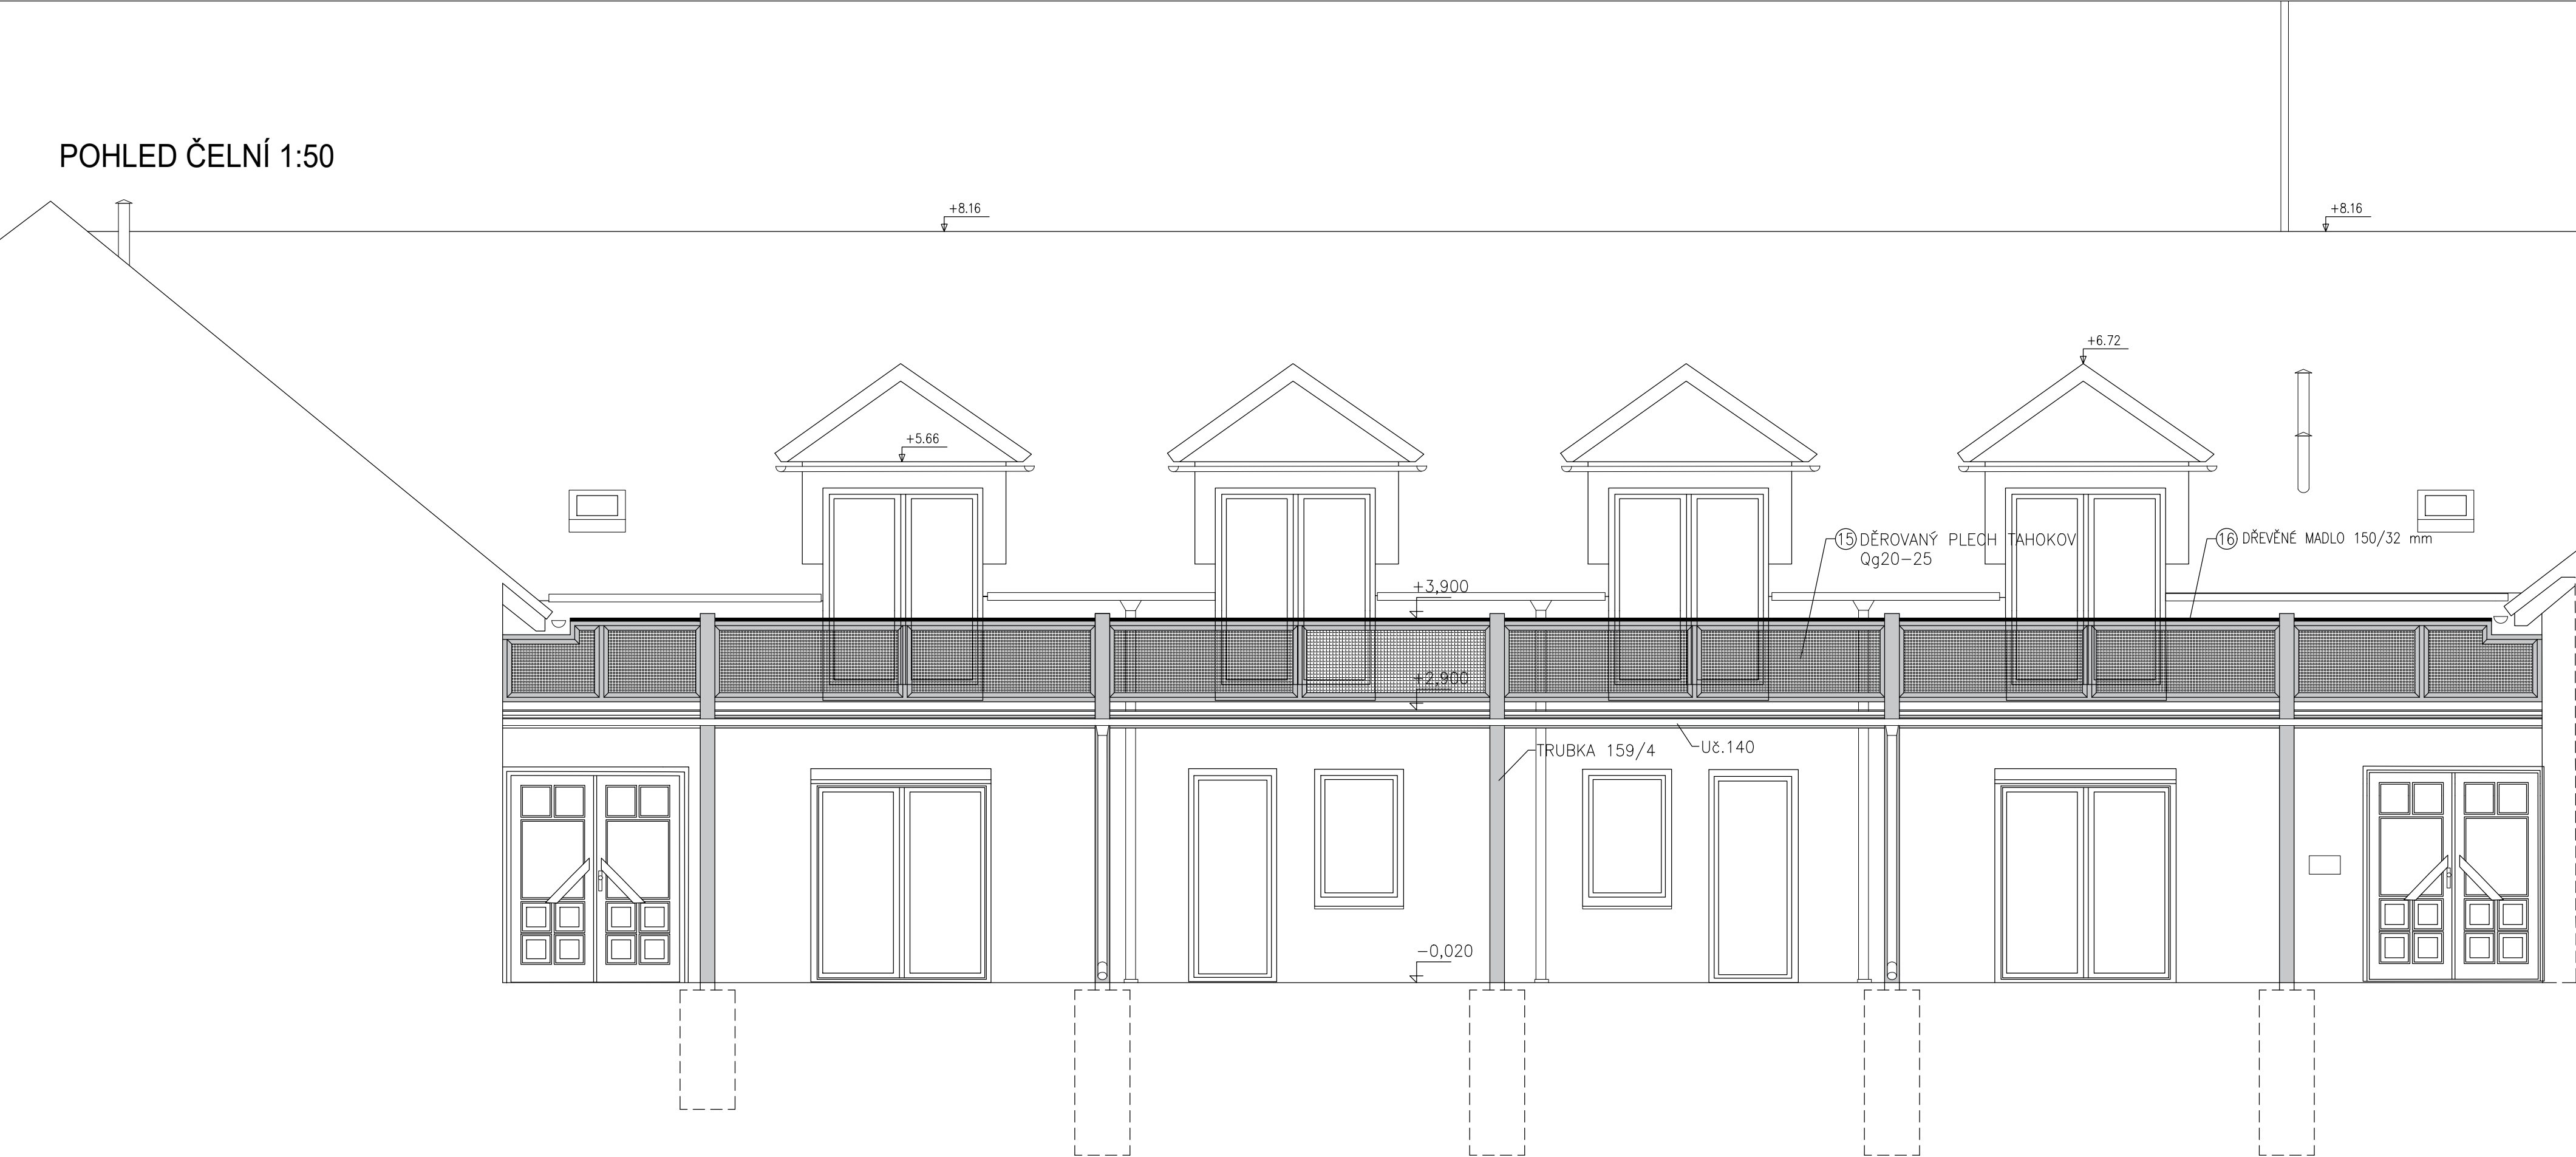 POHLED ČELNÍ 1:50
+8.16
+8.16
+6.72
+5.66
15 DĚROVANÝ PLECH TAHOKOV
Qg20-25
16 DŘEVĚNÉ MADLO 150/32 mm
+3,900
+2,900
TRUBKA 159/4
Uč.140
-0,020